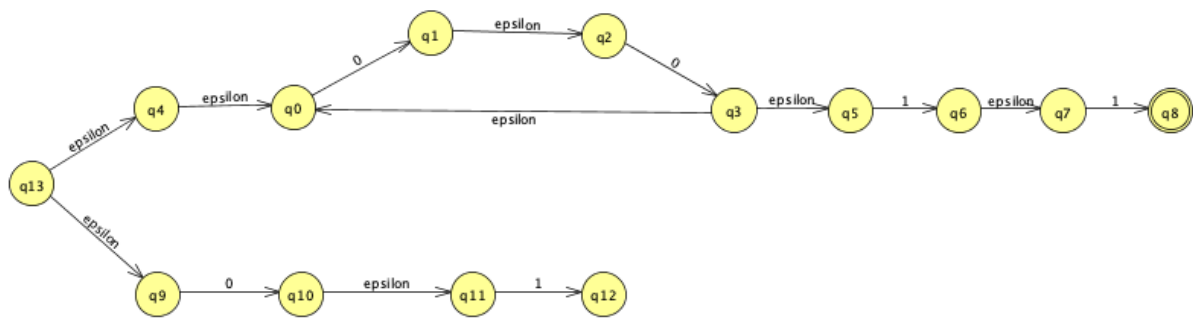 q1 epsilon q2
0 0
q4 epsilon q0 q3 epsilon q5 1 q6 epsilon q7 1 q8
epsilon
epsilon
q13
epsilon
q9 0 q10 epsilon q11 1 q12